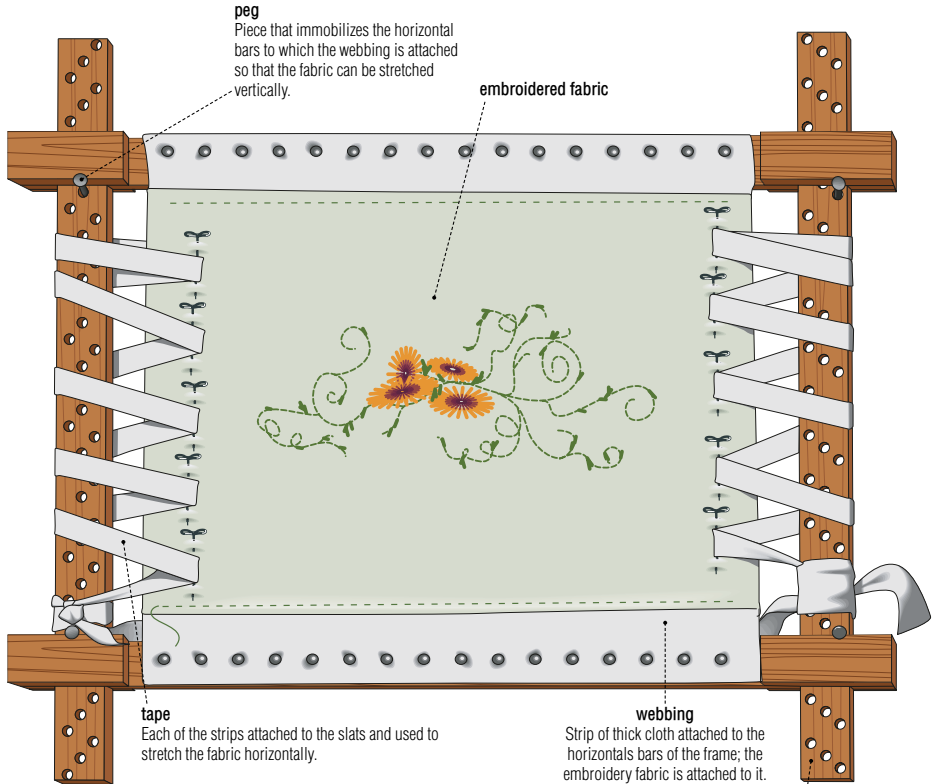 peg
Piece that immobilizes the horizontal
bars to which the webbing is attached
so that the fabric can be stretched
vertically.
embroidered fabric
tape
Each of the strips attached to the slats and used to
stretch the fabric horizontally.
webbing
Strip of thick cloth attached to the
horizontals bars of the frame; the
embroidery fabric is attached to it.